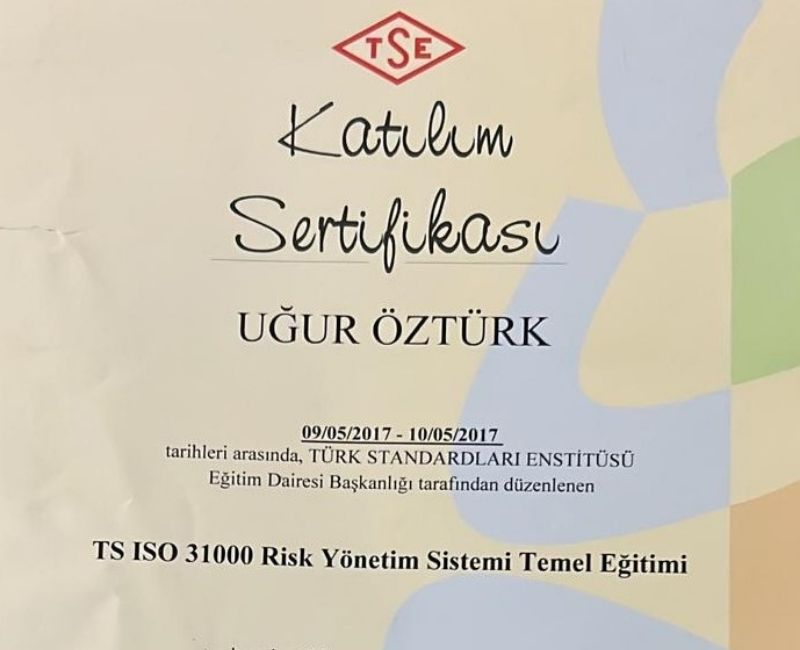 TSE
Katılım
Sertifikası
UĞUR ÖZTÜRK
09/05/2017 - 10/05/2017
tarihleri arasında, TÜRK STANDARDLARI ENSTİTÜSÜ
Eğitim Dairesi Başkanlığı tarafından düzenlenen
TS ISO 31000 Risk Yönetim Sistemi Temel Eğitimi